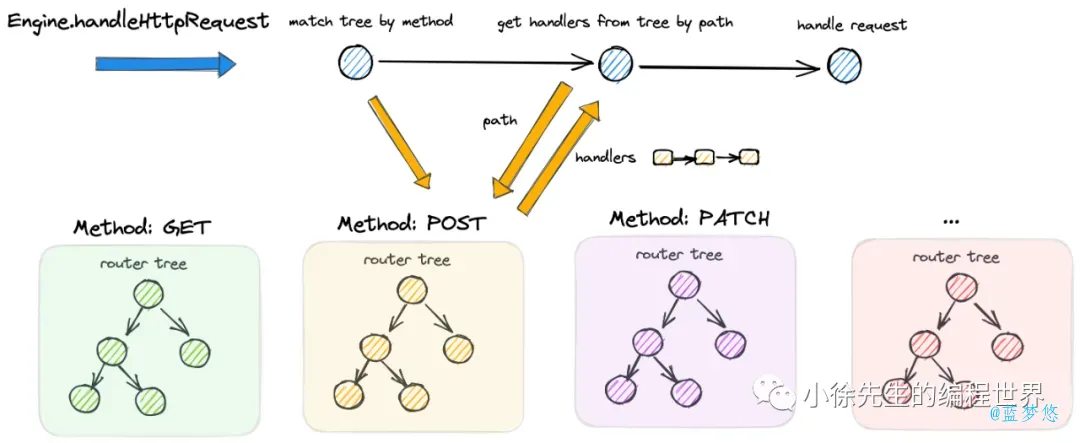 Engine.handleHttpRequest
match tree by method
get handlers from tree by path
handle request
path
handlers
Method: GET
Method: POST
Method: PATCH
...
router tree
router tree
router tree
router tree
小徐先生的编程世界
@蓝梦悠